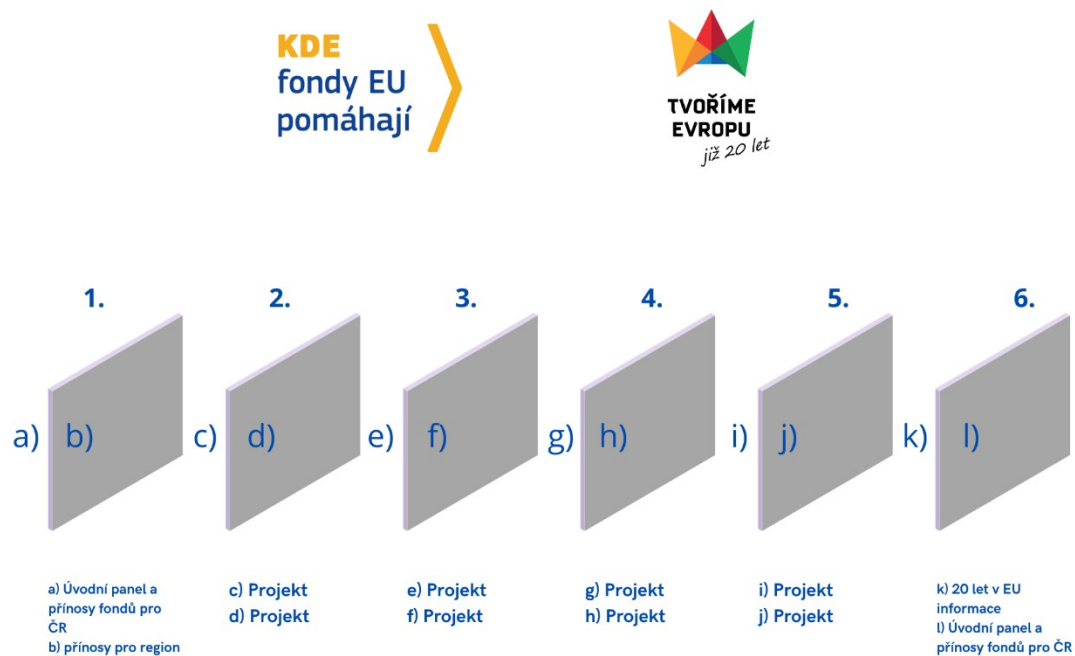 KDE
fondy EU
pomáhají
TVOŘÍME
EVROPU
již 20 let
1. 2. 3. 4. 5. 6.
a) b) c) d) e) f) g) h) i) j) k) l)
a) Úvodní panel a
přínosy fondů pro
ČR
b) přínosy pro region
c) Projekt
d) Projekt
e) Projekt
f) Projekt
g) Projekt
h) Projekt
i) Projekt
j) Projekt
k) 20 let v EU
informace
l) Úvodní panel a
přínosy fondů pro ČR